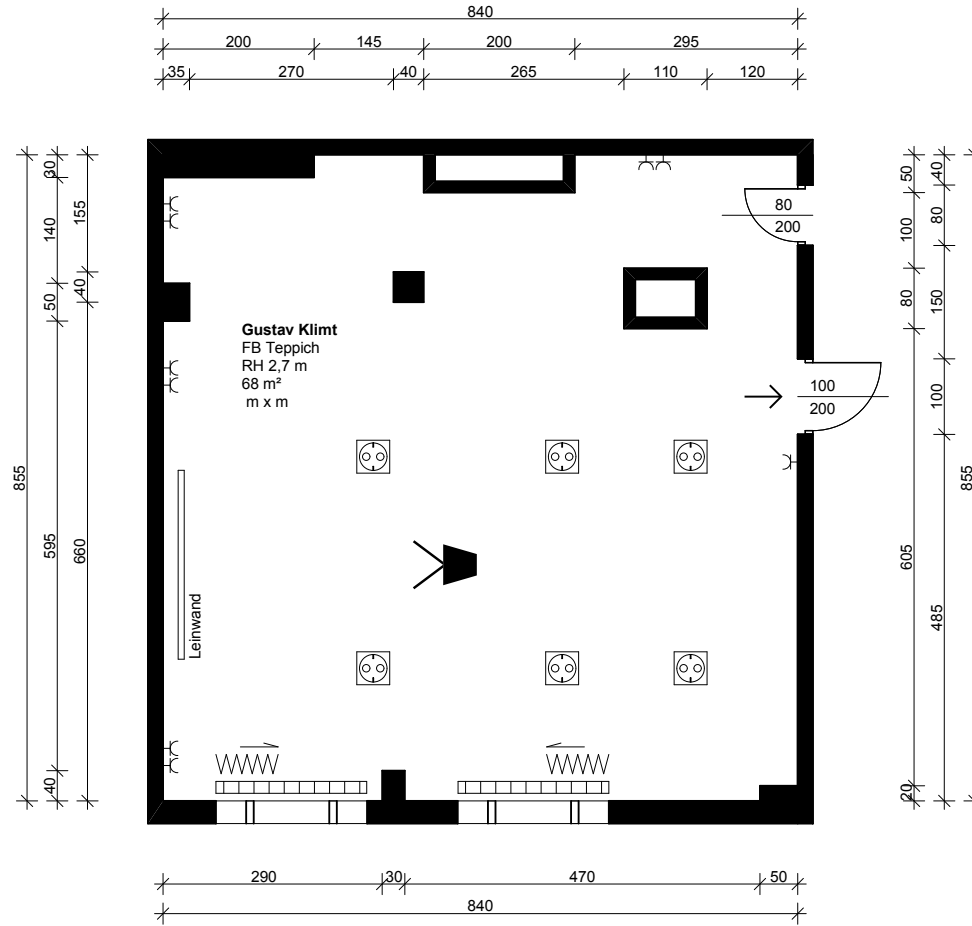 840
200 145 200 295
35 270 40 265 110 120
30 140 50 595 40
155 40 660
855
50 100 80 605 20
40 80 150 100 485
855
80
200
Gustav Klimt
FB Teppich
RH 2,7 m
68 m²
m x m
100
200
Leinwand
290 30 470 50
840